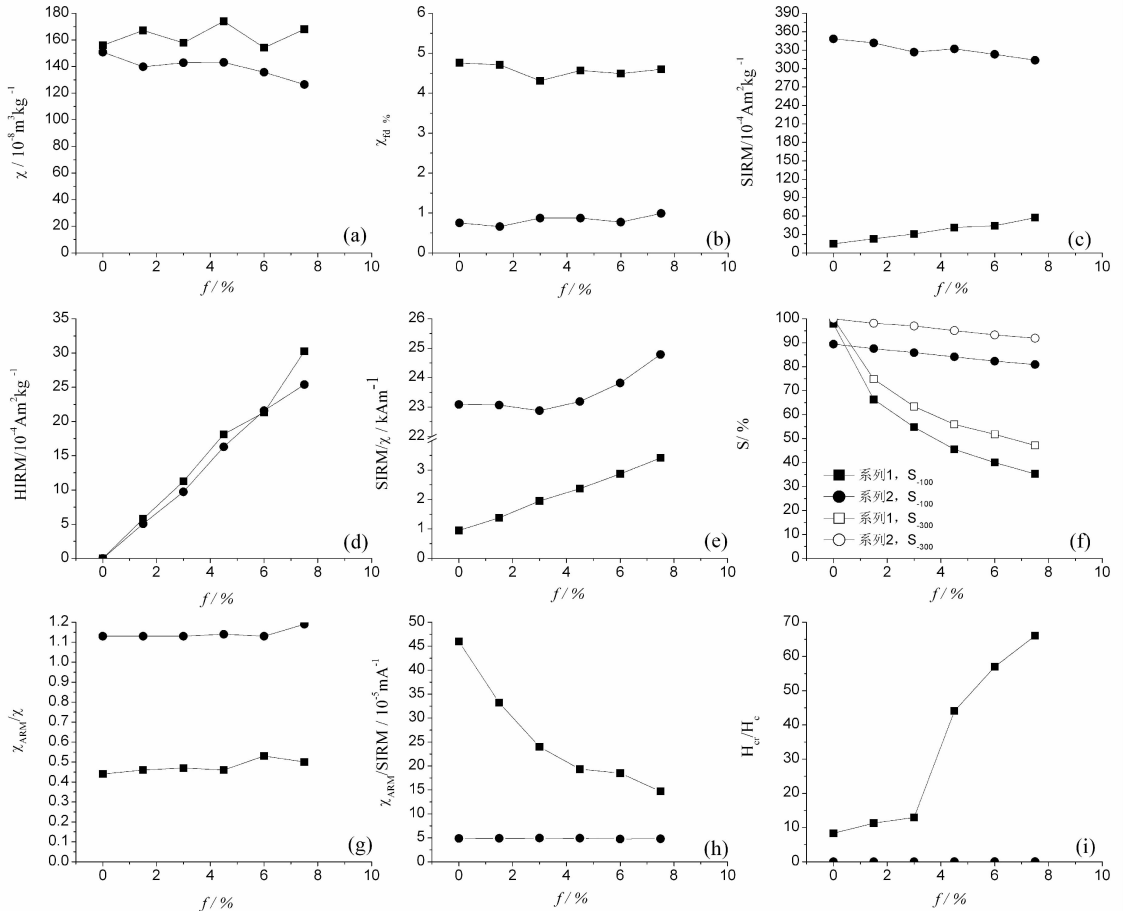 χ / 10⁻⁸m³kg⁻¹
180
160
140
120
100
80
60
40
20
0
0 2 4 6 8 10
f / %
(a)
χfd %
6
5
4
3
2
1
0
0 2 4 6 8 10
f / %
(b)
SIRM/10⁻⁴Am²kg⁻¹
390
360
330
300
270
240
210
180
150
120
90
60
30
0
0 2 4 6 8 10
f / %
(c)
HIRM/10⁻⁴Am²kg⁻¹
35
30
25
20
15
10
5
0
0 2 4 6 8 10
f / %
(d)
SIRM/χ / kAm⁻¹
26
25
24
23
22
4
3
2
1
0
0 2 4 6 8 10
f / %
(e)
S/ %
100
90
80
70
60
50
40
30
20
10
0
系列1，S-100
系列2，S-100
系列1，S-300
系列2，S-300
0 2 4 6 8 10
f / %
(f)
χARM/χ
1.2
1.1
1.0
0.9
0.8
0.7
0.6
0.5
0.4
0.3
0.2
0.1
0.0
0 2 4 6 8 10
f / %
(g)
χARM/SIRM / 10⁻⁵mA⁻¹
50
45
40
35
30
25
20
15
10
5
0
0 2 4 6 8 10
f / %
(h)
Hcr/Hc
70
60
50
40
30
20
10
0
0 2 4 6 8 10
f / %
(i)